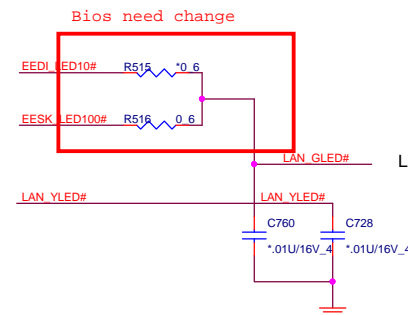 Bios need change
EEDI_LED10# R515 *0_6
EESK_LED100# R516 0_6
LAN_GLED# L
LAN_YLED# LAN_YLED#
C760 C728
*.01U/16V_4 *.01U/16V_4